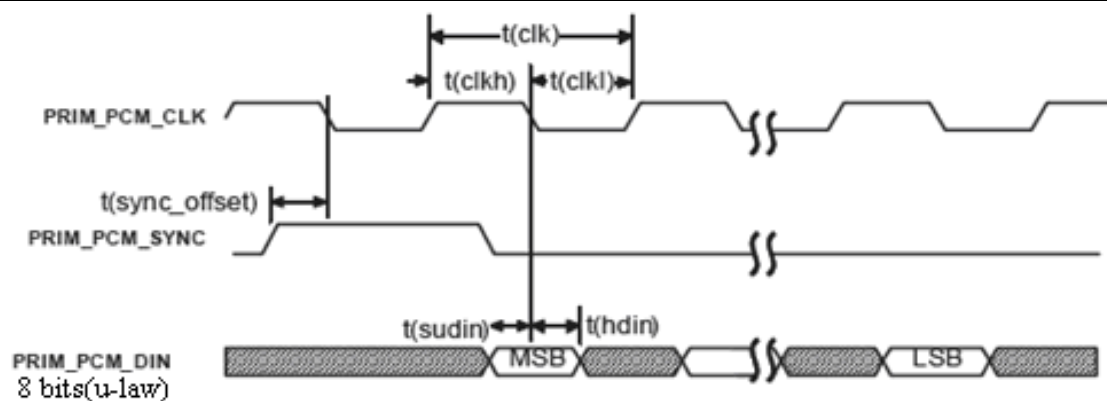 t(clk)
t(clkh) t(clkl)
PRIM_PCM_CLK
t(sync_offset)
PRIM_PCM_SYNC
t(sudin) t(hdin)
PRIM_PCM_DIN MSB LSB
8 bits(u-law)